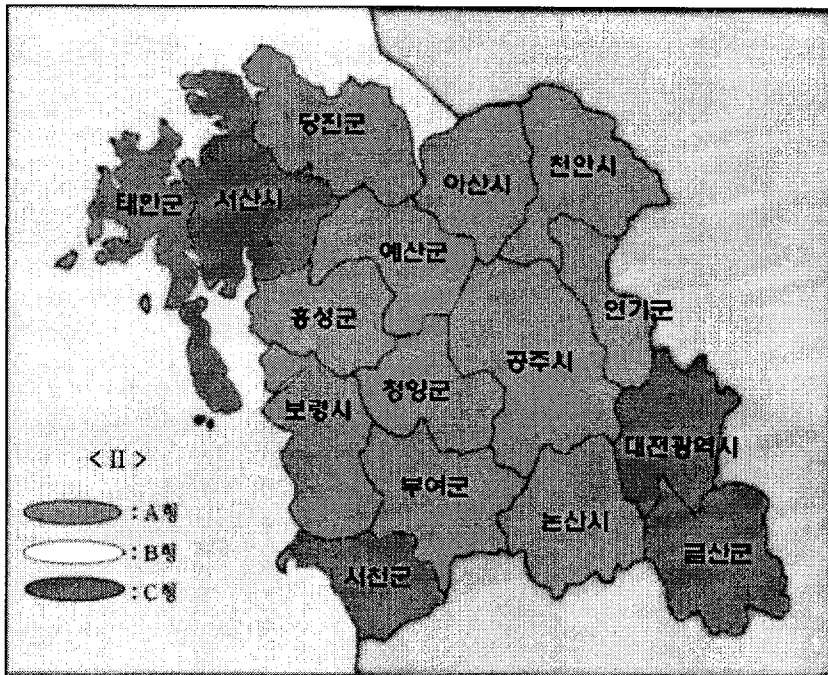 당진군
아산시
천안시
태안군
서산시
예산군
연기군
홍성군
공주시
청양군
보령시
대전광역시
< II >
부여군
논산시
: A형
금산군
: B형
서천군
: C형